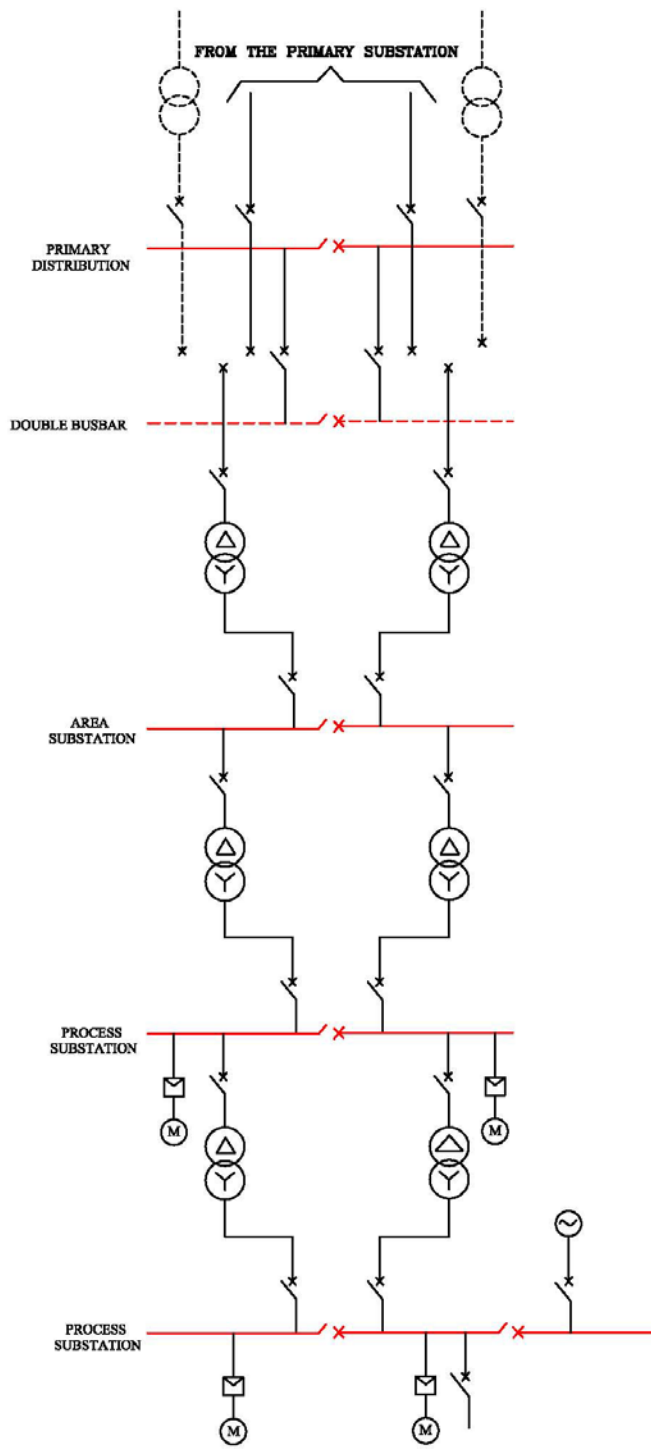 FROM THE PRIMARY SUBSTATION
PRIMARY
DISTRIBUTION
DOUBLE BUSBAR
AREA
SUBSTATION
PROCESS
SUBSTATION
M
M
PROCESS
SUBSTATION
M
M